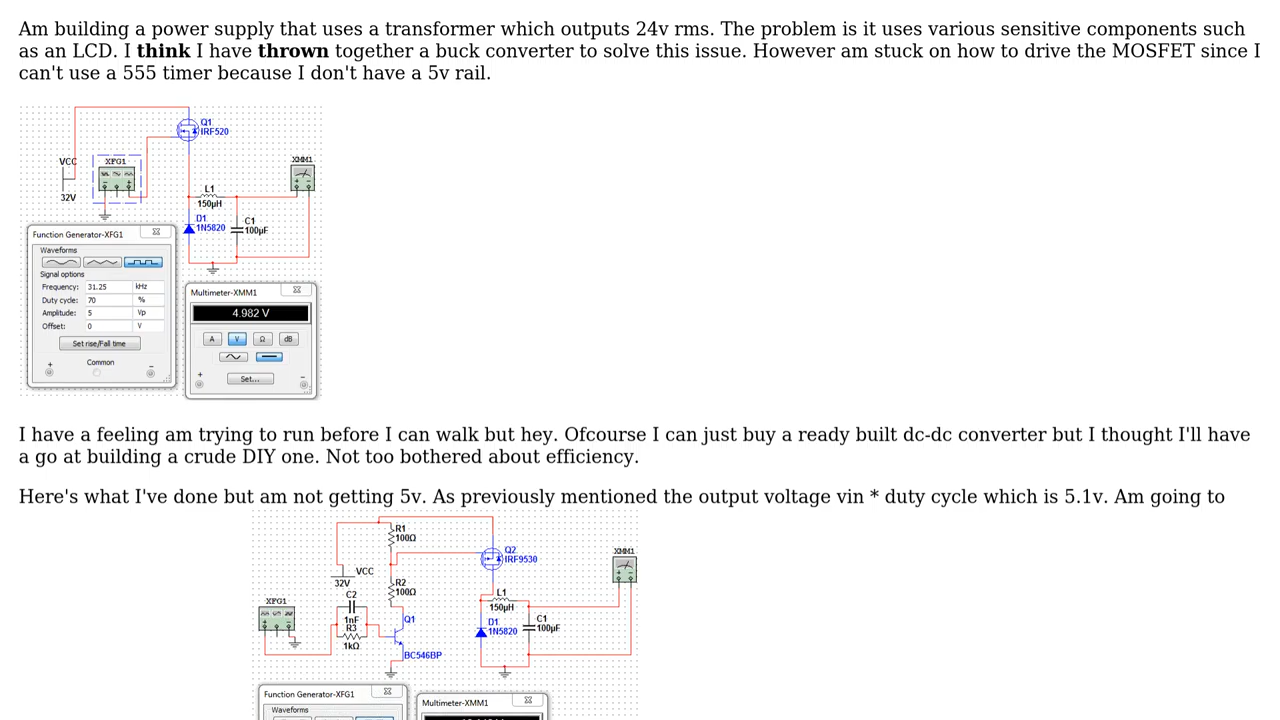 Am building a power supply that uses a transformer which outputs 24v rms. The problem is it uses various sensitive components such
as an LCD. I think I have thrown together a buck converter to solve this issue. However am stuck on how to drive the MOSFET since I
can't use a 555 timer because I don't have a 5v rail.
Q1
IRF520
VCC
XFG1
XMM1
32V
L1
150µH
D1
1N5820
C1
100µF
Function Generator-XFG1
Waveforms
Signal options
Frequency: 31.25 kHz
Duty cycle: 70 %
Amplitude: 5 Vp
Offset: 0 V
Set rise/Fall time
+ Common −
Multimeter-XMM1
4.982 V
A V Ω dB
+ Set... −
I have a feeling am trying to run before I can walk but hey. Ofcourse I can just buy a ready built dc-dc converter but I thought I'll have
a go at building a crude DIY one. Not too bothered about efficiency.
Here's what I've done but am not getting 5v. As previously mentioned the output voltage vin * duty cycle which is 5.1v. Am going to
R1
100Ω
Q2
IRF9530
XMM1
VCC
32V
R2
100Ω
C2
1nF
XFG1
R3
1kΩ
Q1
BC546BP
L1
150µH
D1
1N5820
C1
100µF
Function Generator-XFG1
Waveforms
Multimeter-XMM1